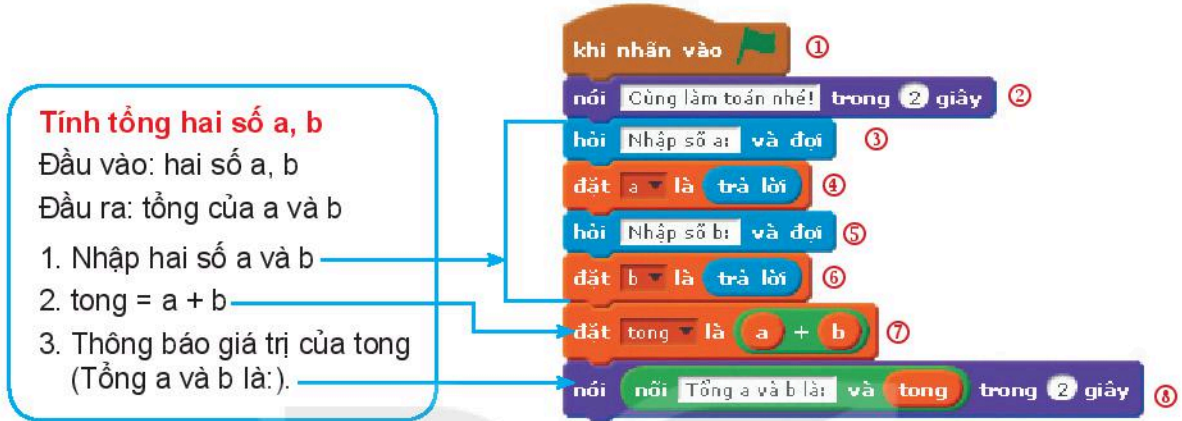 Tính tổng hai số a, b
Đầu vào: hai số a, b
Đầu ra: tổng của a và b
1. Nhập hai số a và b
2. tong = a + b
3. Thông báo giá trị của tong
(Tổng a và b là:).
khi nhấn vào ①
nói Cùng làm toán nhé! trong 2 giây ②
hỏi Nhập số a: và đợi ③
đặt a là trả lời ④
hỏi Nhập số b: và đợi ⑤
đặt b là trả lời ⑥
đặt tong là a + b ⑦
nói nối Tổng a và b là: và tong trong 2 giây ⑧